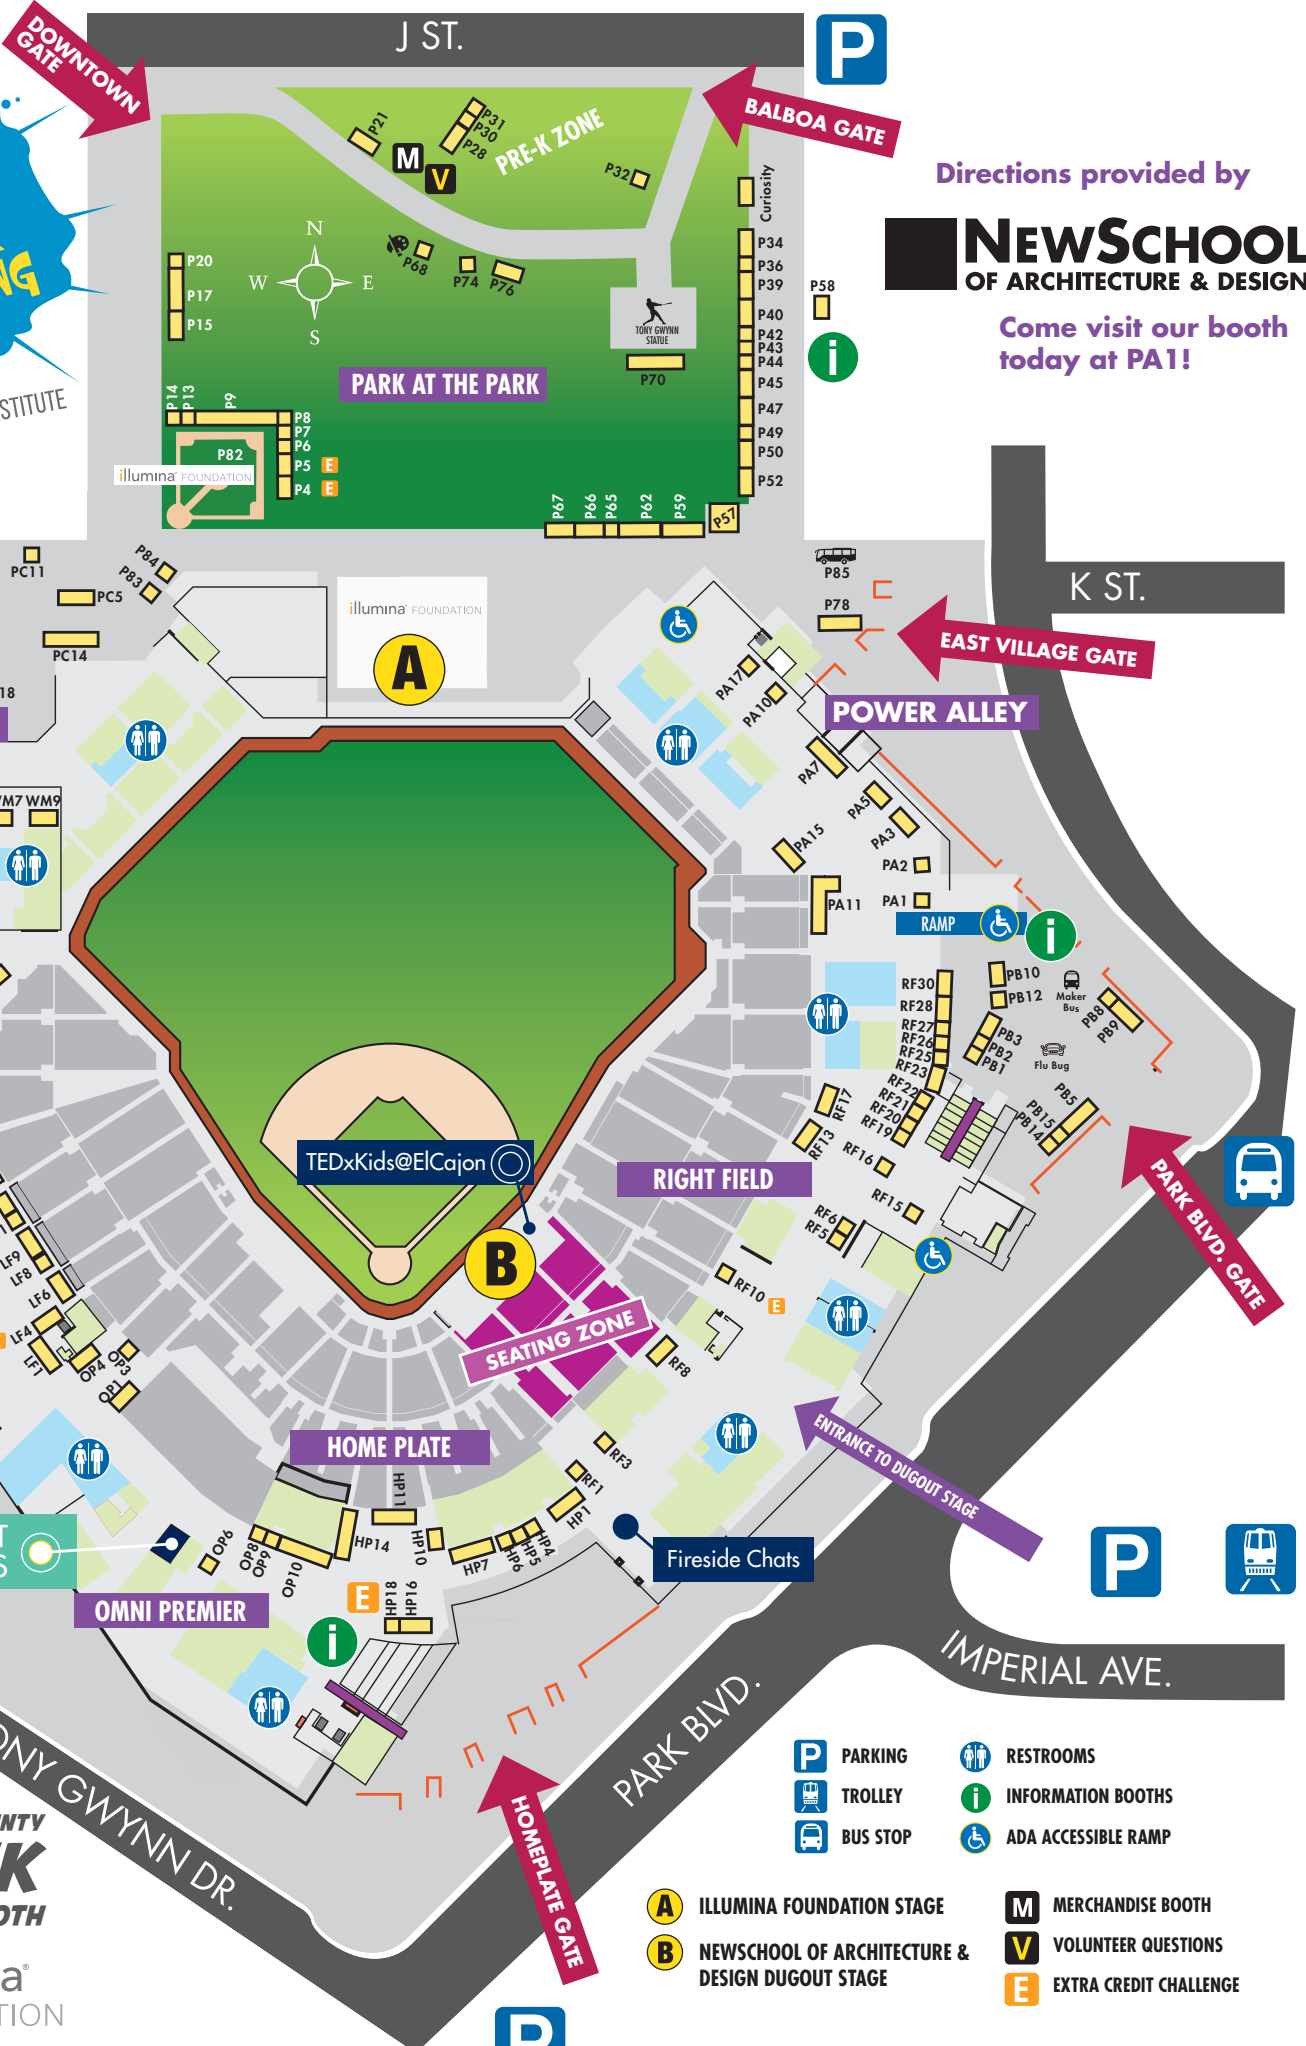 J ST.
P
DOWNTOWN
GATE
BALBOA GATE
P21
P31
P30
P28
PRE-K ZONE
M
V
P32
Curiosity
Directions provided by
NEWSCHOOL
OF ARCHITECTURE & DESIGN
Come visit our booth
today at PA1!
N
W
E
S
P68
P74
P76
P20
P17
P15
TONY GWYNN
STATUE
P70
P34
P36
P39
P40
P42
P43
P44
P45
P47
P49
P50
P52
P58
i
PARK AT THE PARK
STITUTE
P14
P13
P9
P8
P7
P6
P5
E
P4
E
P82
illumina FOUNDATION
P67
P66
P65
P62
P59
P57
PC11
P84
P83
PC5
PC14
18
illumina FOUNDATION
A
P85
P78
K ST.
EAST VILLAGE GATE
PA17
PA10
POWER ALLEY
PA7
PA5
PA3
PA15
PA2
PA11
PA1
RAMP
i
WM9
RF30
RF28
RF27
RF26
RF25
RF23
RF22
RF21
RF20
RF19
PB10
PB12
Maker
Bus
PB8
PB9
PB3
PB2
PB1
Flu Bug
PB5
PB15
PB14
RF17
RF13
RF16
RF15
RF6
RF5
RF10
E
PARK BLVD. GATE
TEDxKids@ElCajon
RIGHT FIELD
B
SEATING ZONE
RF8
LF9
LF8
LF6
LF4
LF1
OP4
OP3
OP1
HOME PLATE
ENTRANCE TO DUGOUT STAGE
RF3
RF1
HP1
HP11
HP14
HP10
HP7
HP6
HP5
HP4
OP6
OP8
OP9
OP10
Fireside Chats
T
S
OMNI PREMIER
E
HP18
HP16
i
P
IMPERIAL AVE.
PARK BLVD.
TONY GWYNN DR.
HOMEPLATE GATE
P PARKING
RESTROOMS
TROLLEY
i INFORMATION BOOTHS
BUS STOP
ADA ACCESSIBLE RAMP
A ILLUMINA FOUNDATION STAGE
B NEWSCHOOL OF ARCHITECTURE &
DESIGN DUGOUT STAGE
M MERCHANDISE BOOTH
V VOLUNTEER QUESTIONS
E EXTRA CREDIT CHALLENGE
P